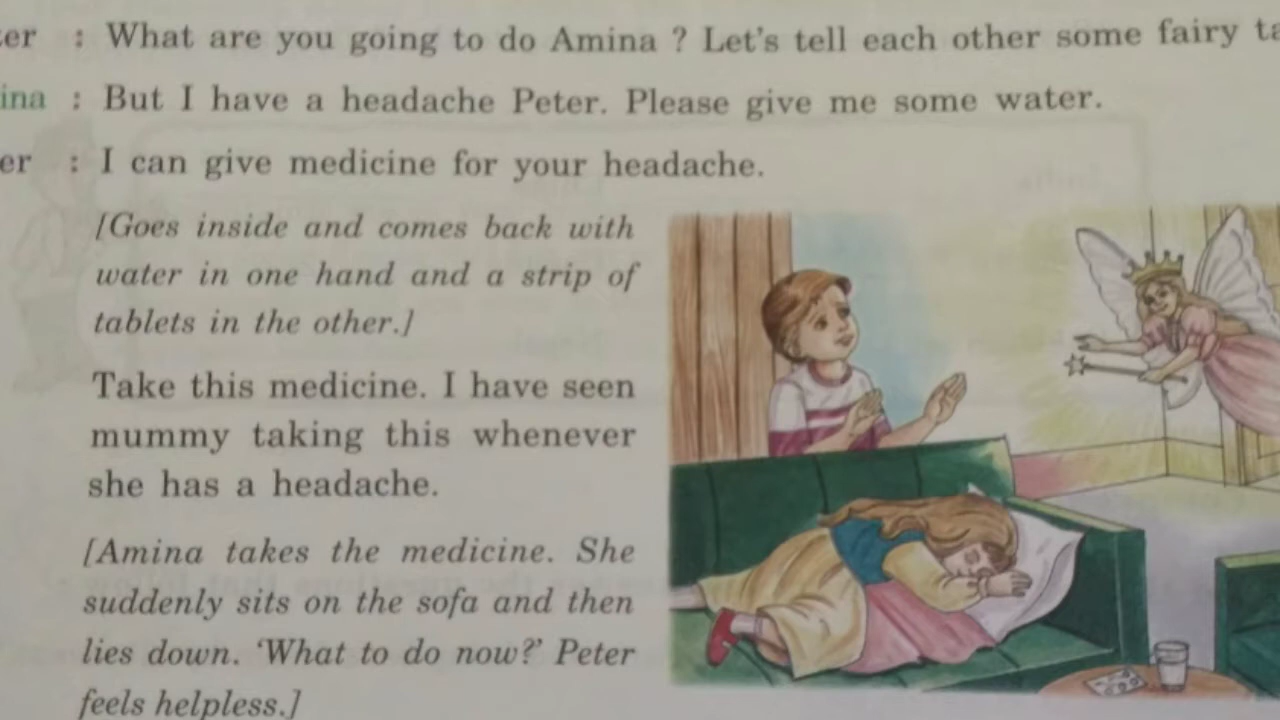 er : What are you going to do Amina ? Let's tell each other some fairy ta
ina : But I have a headache Peter. Please give me some water.
er : I can give medicine for your headache.
[Goes inside and comes back with
water in one hand and a strip of
tablets in the other.]
Take this medicine. I have seen
mummy taking this whenever
she has a headache.
[Amina takes the medicine. She
suddenly sits on the sofa and then
lies down. 'What to do now?' Peter
feels helpless.]